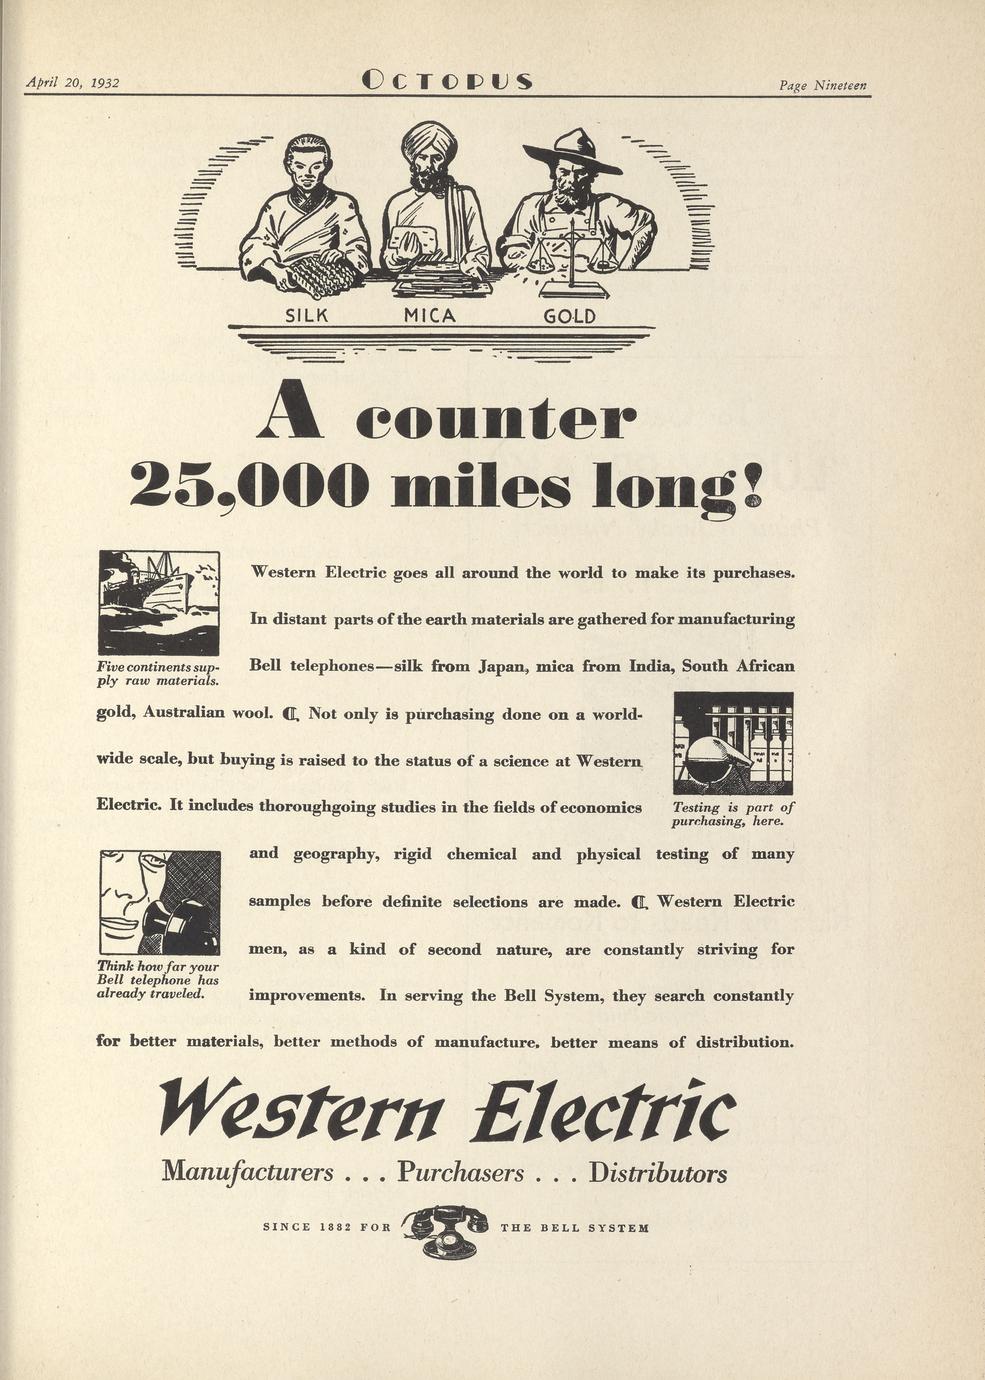 April 20, 1932
OCTOPUS
Page Nineteen
SILK
MICA
GOLD
A counter
25,000 miles long!
Five continents sup-
ply raw materials.
Western Electric goes all around the world to make its purchases.
In distant parts of the earth materials are gathered for manufacturing
Bell telephones—silk from Japan, mica from India, South African
gold, Australian wool. ❡ Not only is purchasing done on a world-
wide scale, but buying is raised to the status of a science at Western
Electric. It includes thoroughgoing studies in the fields of economics
Testing is part of
purchasing, here.
and geography, rigid chemical and physical testing of many
samples before definite selections are made. ❡ Western Electric
men, as a kind of second nature, are constantly striving for
improvements. In serving the Bell System, they search constantly
for better materials, better methods of manufacture, better means of distribution.
Think how far your
Bell telephone has
already traveled.
Western Electric
Manufacturers . . . Purchasers . . . Distributors
SINCE 1882 FOR THE BELL SYSTEM